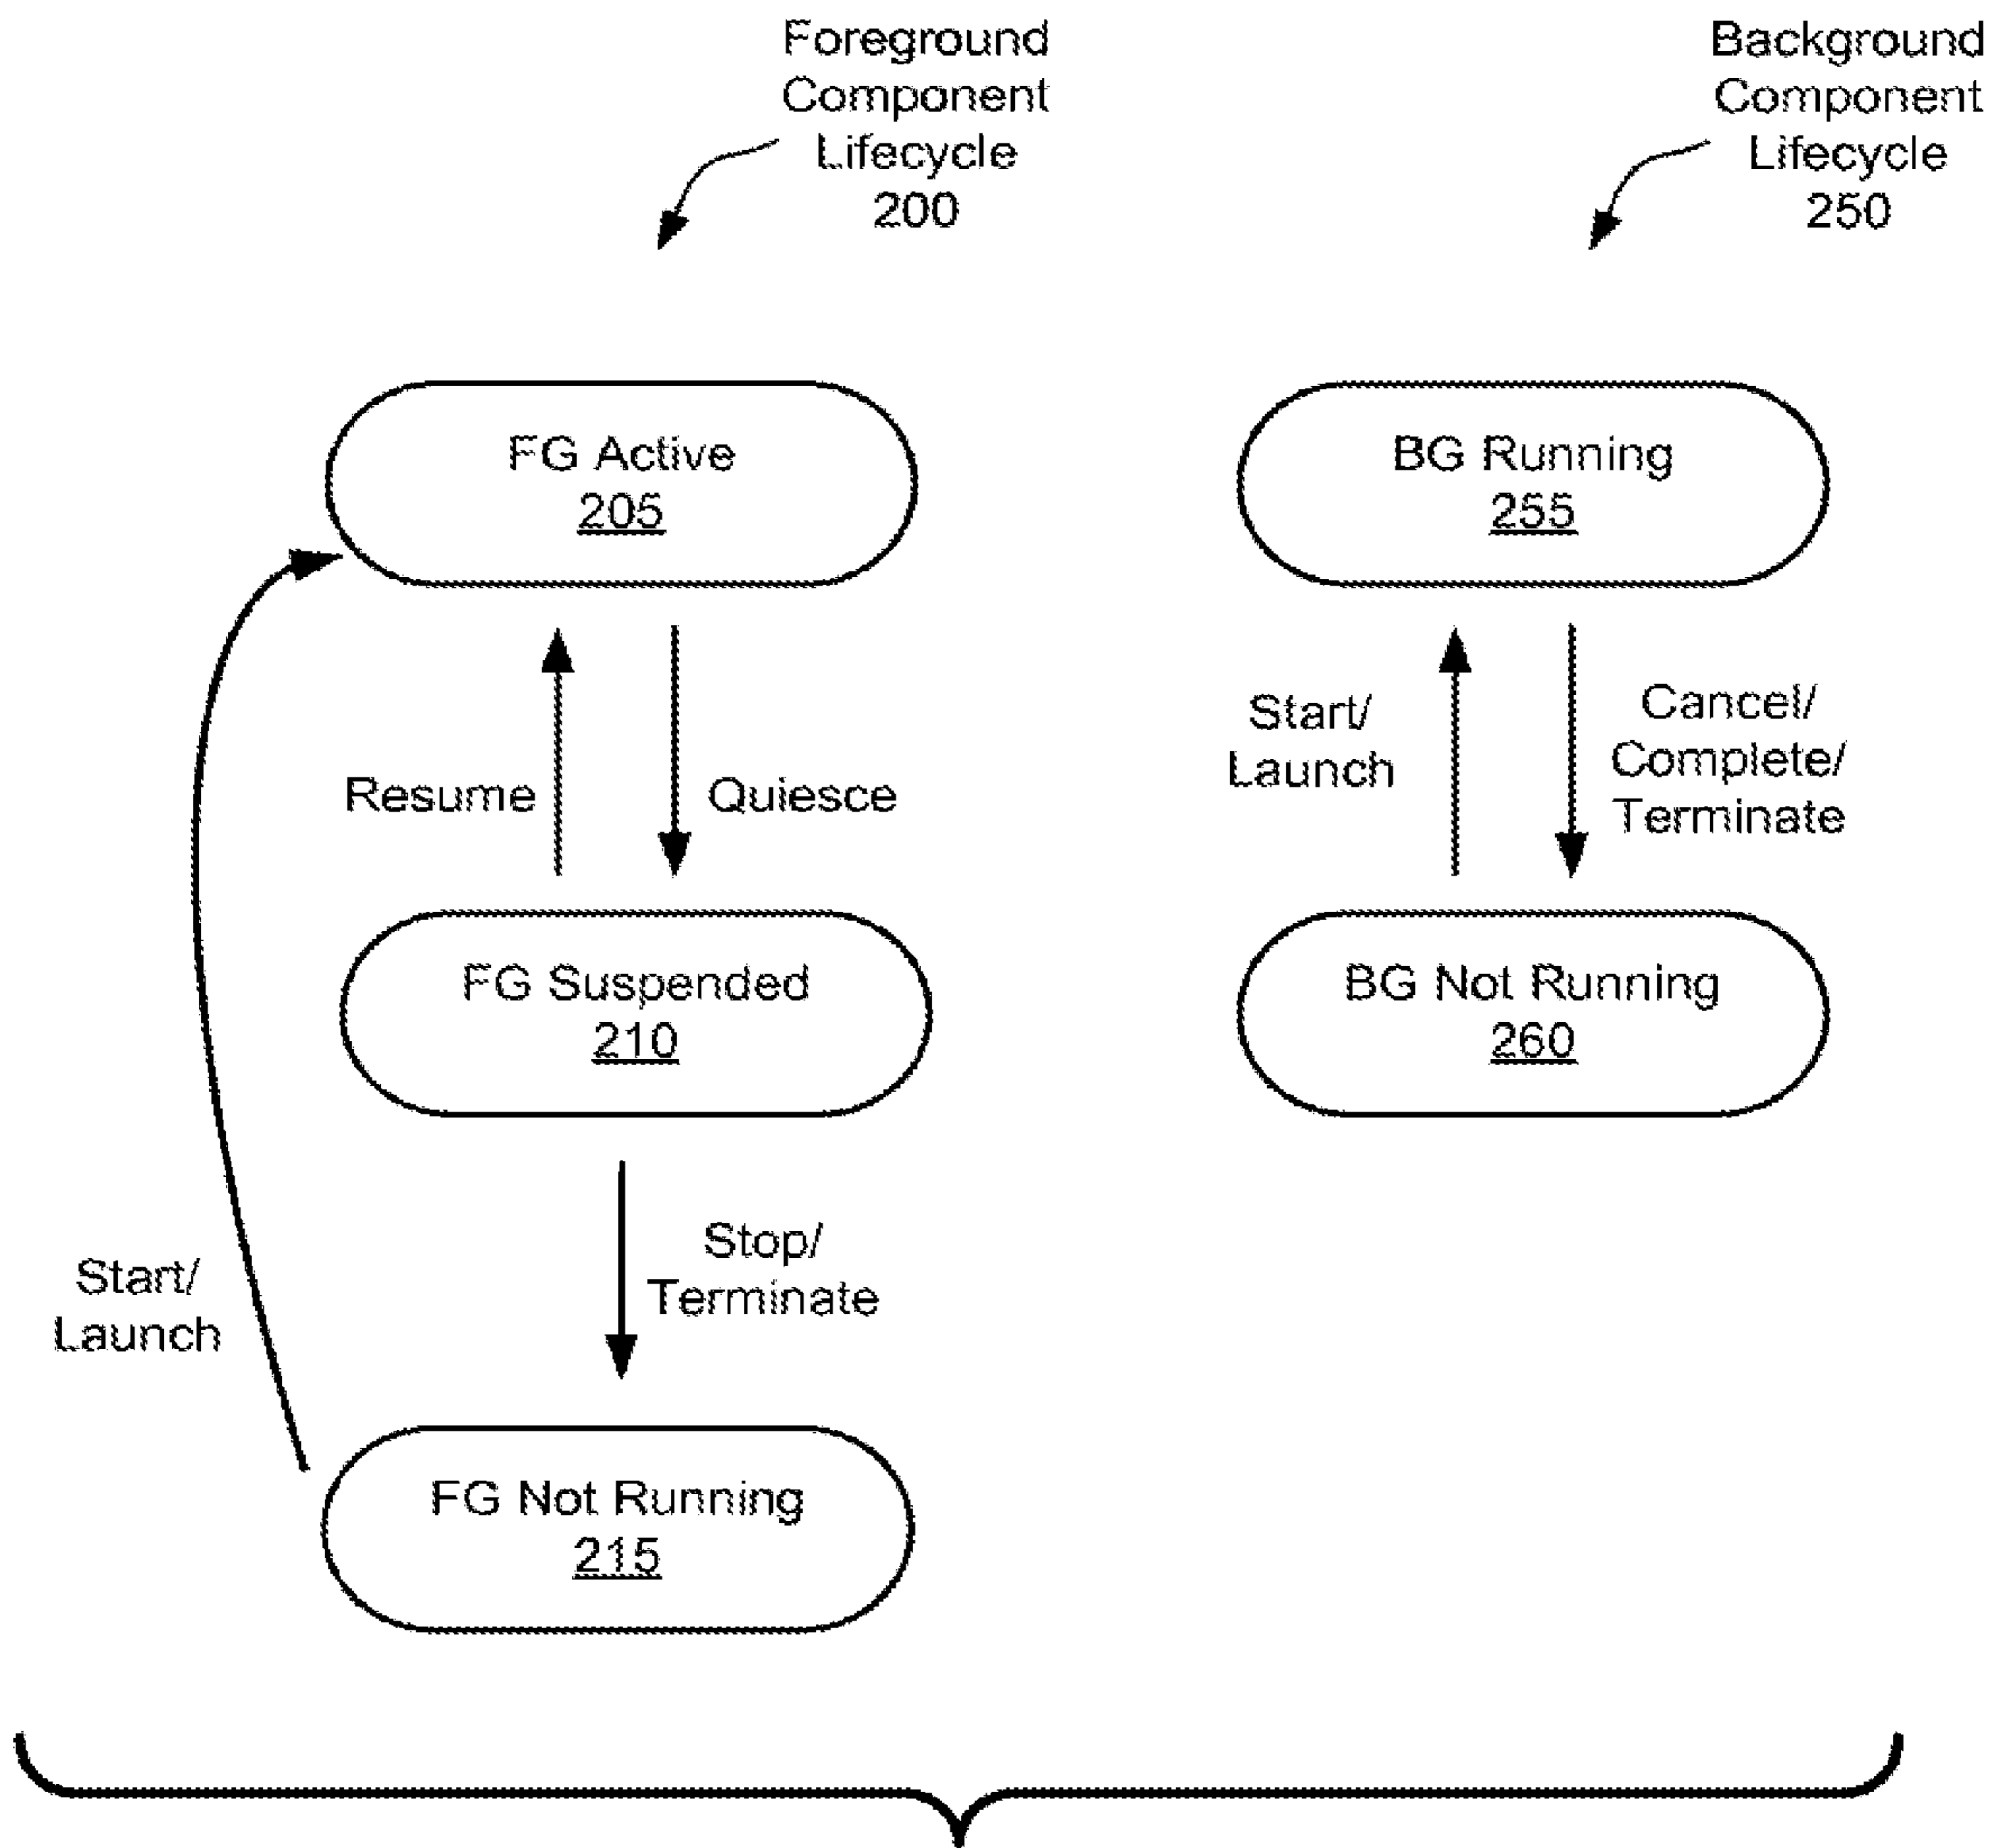 Foreground
Component
Lifecycle
200
Background
Component
Lifecycle
250
FG Active
205
BG Running
255
Resume
Quiesce
Start/
Launch
Cancel/
Complete/
Terminate
FG Suspended
210
BG Not Running
260
Start/
Launch
Stop/
Terminate
FG Not Running
215